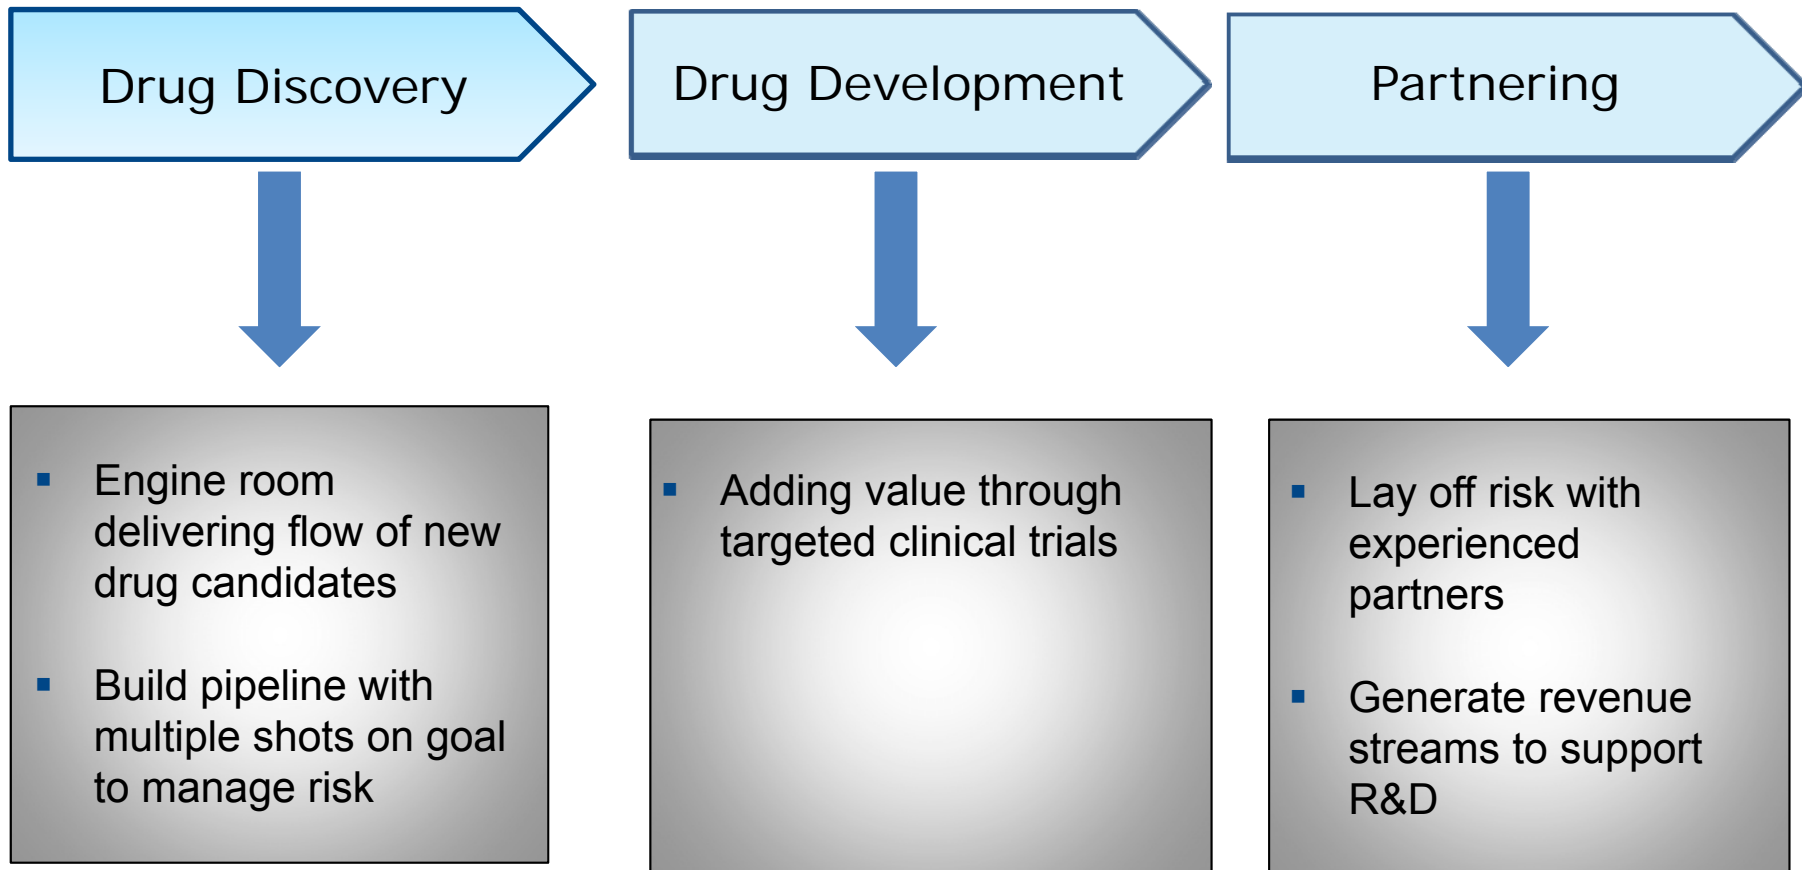 Drug Discovery
Drug Development
Partnering
▪ Engine room
delivering flow of new
drug candidates
▪ Build pipeline with
multiple shots on goal
to manage risk
▪ Adding value through
targeted clinical trials
▪ Lay off risk with
experienced
partners
▪ Generate revenue
streams to support
R&D